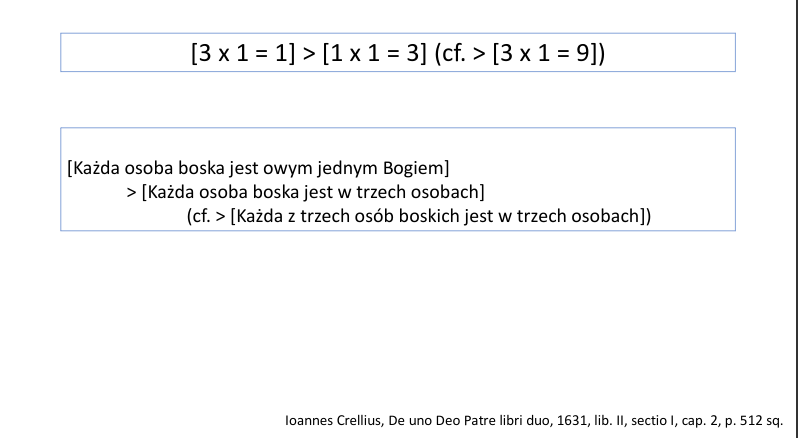 [3 x 1 = 1] > [1 x 1 = 3] (cf. > [3 x 1 = 9])
[Każda osoba boska jest owym jednym Bogiem]
> [Każda osoba boska jest w trzech osobach]
(cf. > [Każda z trzech osób boskich jest w trzech osobach])
Ioannes Crellius, De uno Deo Patre libri duo, 1631, lib. II, sectio I, cap. 2, p. 512 sq.